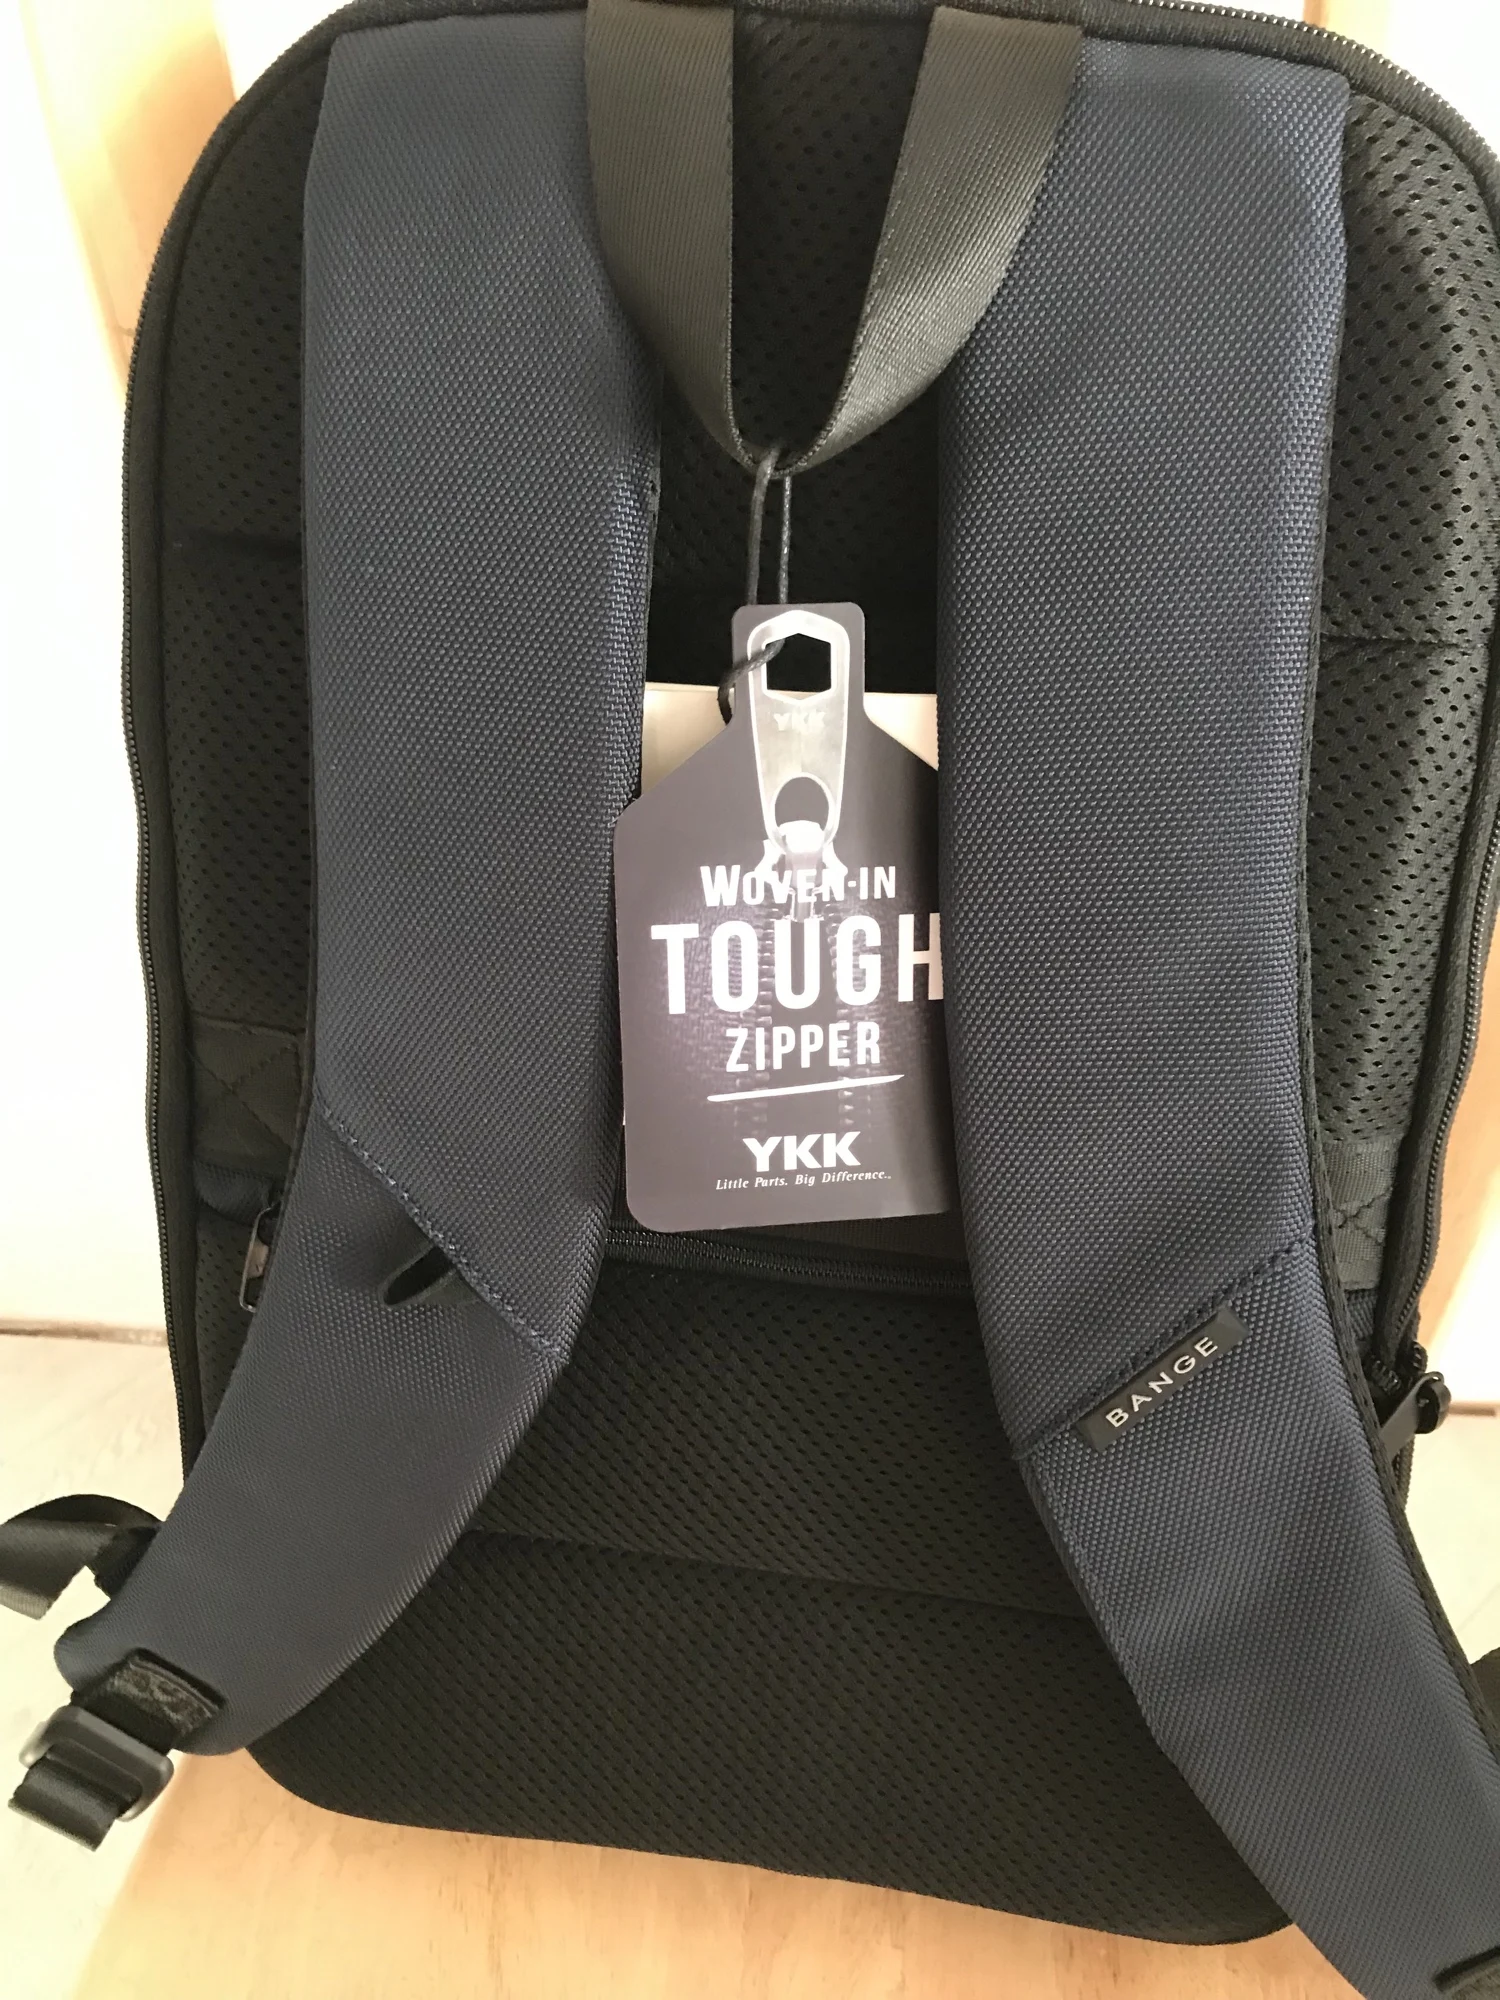 YKK
WOVEN-IN
TOUGH
ZIPPER
YKK
Little Parts. Big Difference.
BANGE